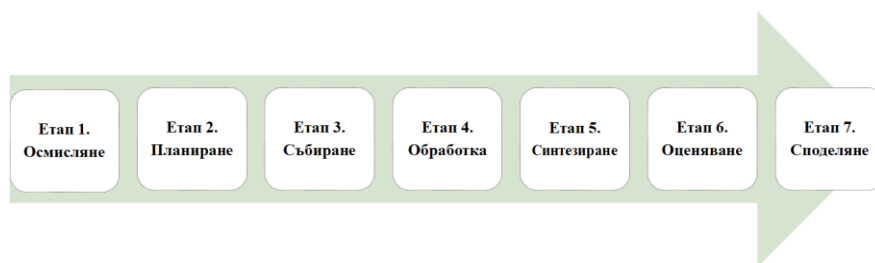 Етап 1.
Осмисляне
Етап 2.
Планиране
Етап 3.
Събиране
Етап 4.
Обработка
Етап 5.
Синтезиране
Етап 6.
Оценяване
Етап 7.
Споделяне